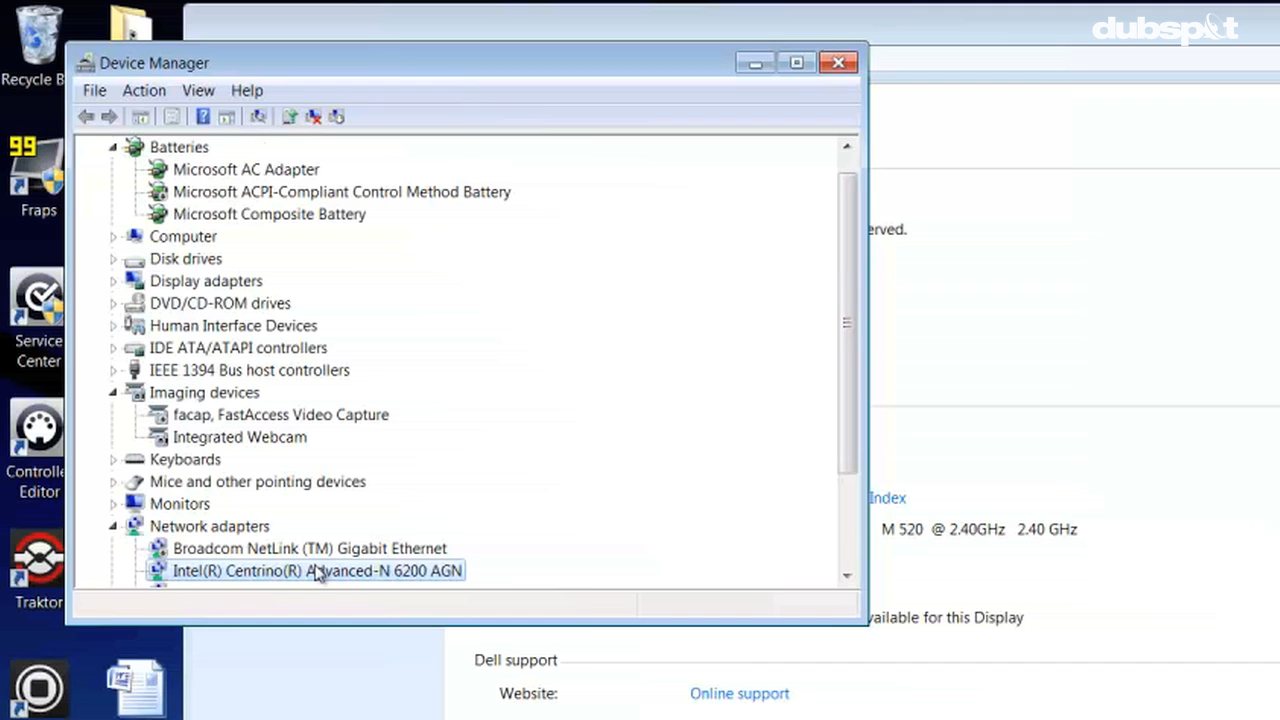 dubspot
Recycle B
Device Manager
File Action View Help
Batteries
Microsoft AC Adapter
Microsoft ACPI-Compliant Control Method Battery
Microsoft Composite Battery
Computer
Disk drives
Display adapters
DVD/CD-ROM drives
Human Interface Devices
IDE ATA/ATAPI controllers
IEEE 1394 Bus host controllers
Imaging devices
facap, FastAccess Video Capture
Integrated Webcam
Keyboards
Mice and other pointing devices
Monitors
Network adapters
Broadcom NetLink (TM) Gigabit Ethernet
Intel(R) Centrino(R) Advanced-N 6200 AGN
99
Fraps
Service
Center
Controlle
Editor
Traktor
erved.
Index
M 520 @ 2.40GHz 2.40 GHz
vailable for this Display
Dell support
Website: Online support